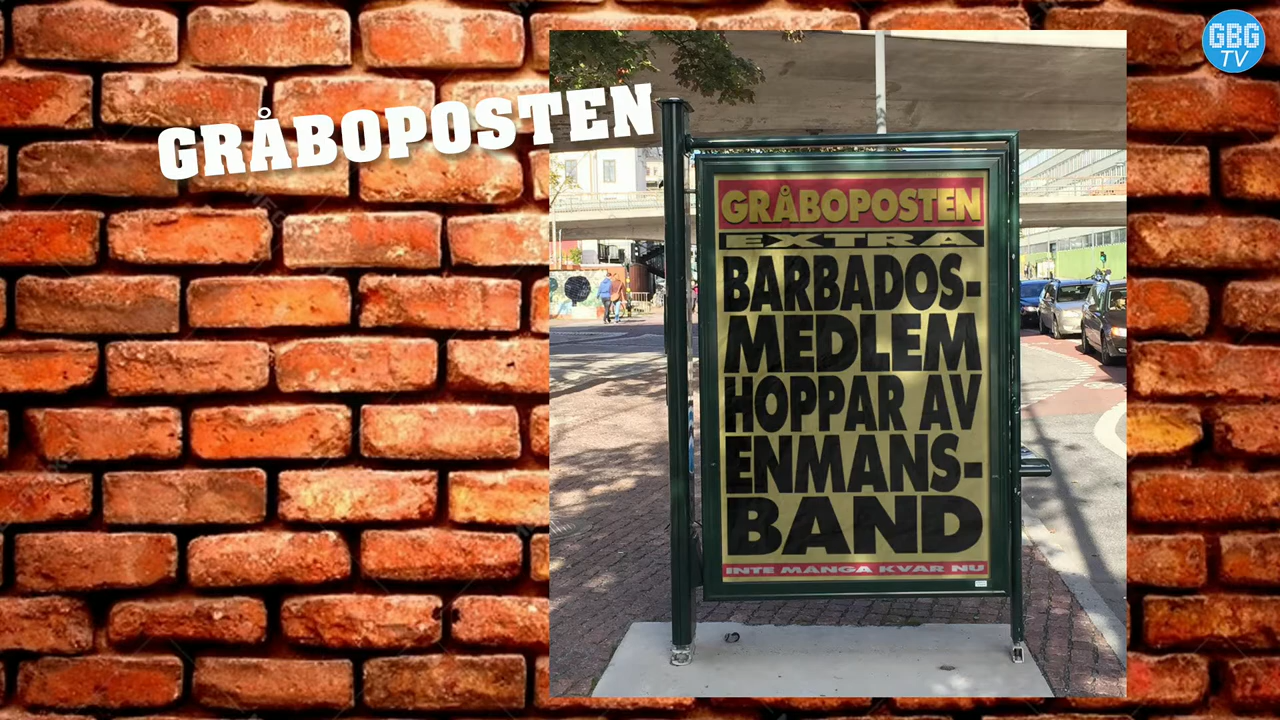 GBG
TV
GRÅBOPOSTEN
GRÅBOPOSTEN
EXTRA
BARBADOS-
MEDLEM
HOPPAR AV
ENMANS-
BAND
INTE MÅNGA KVAR NU